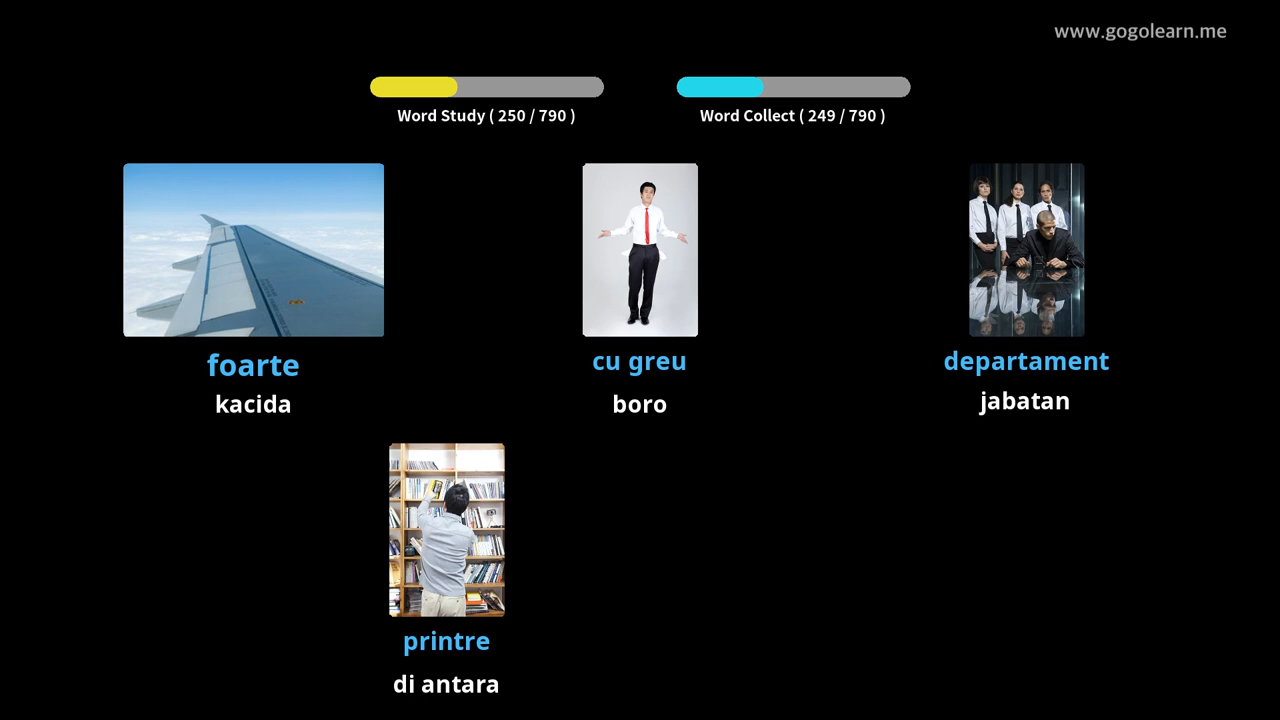 www.gogolearn.me
Word Study ( 250 / 790 )
Word Collect ( 249 / 790 )
foarte
kacida
cu greu
boro
departament
jabatan
printre
di antara